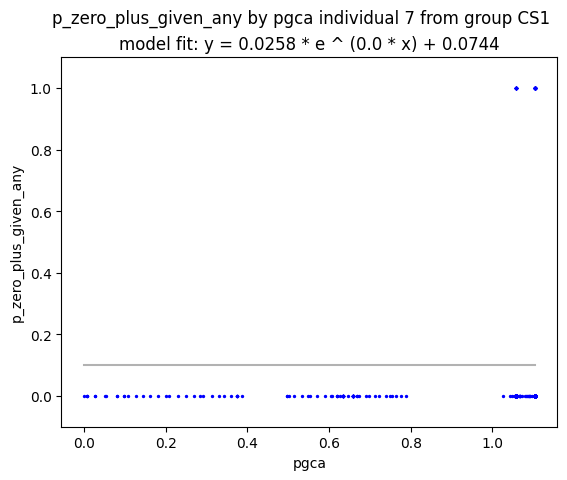 p_zero_plus_given_any by pgca individual 7 from group CS1
model fit: y = 0.0258 * e ^ (0.0 * x) + 0.0744
1.0
0.8
0.6
0.4
0.2
0.0
p_zero_plus_given_any
0.0 0.2 0.4 0.6 0.8 1.0
pgca